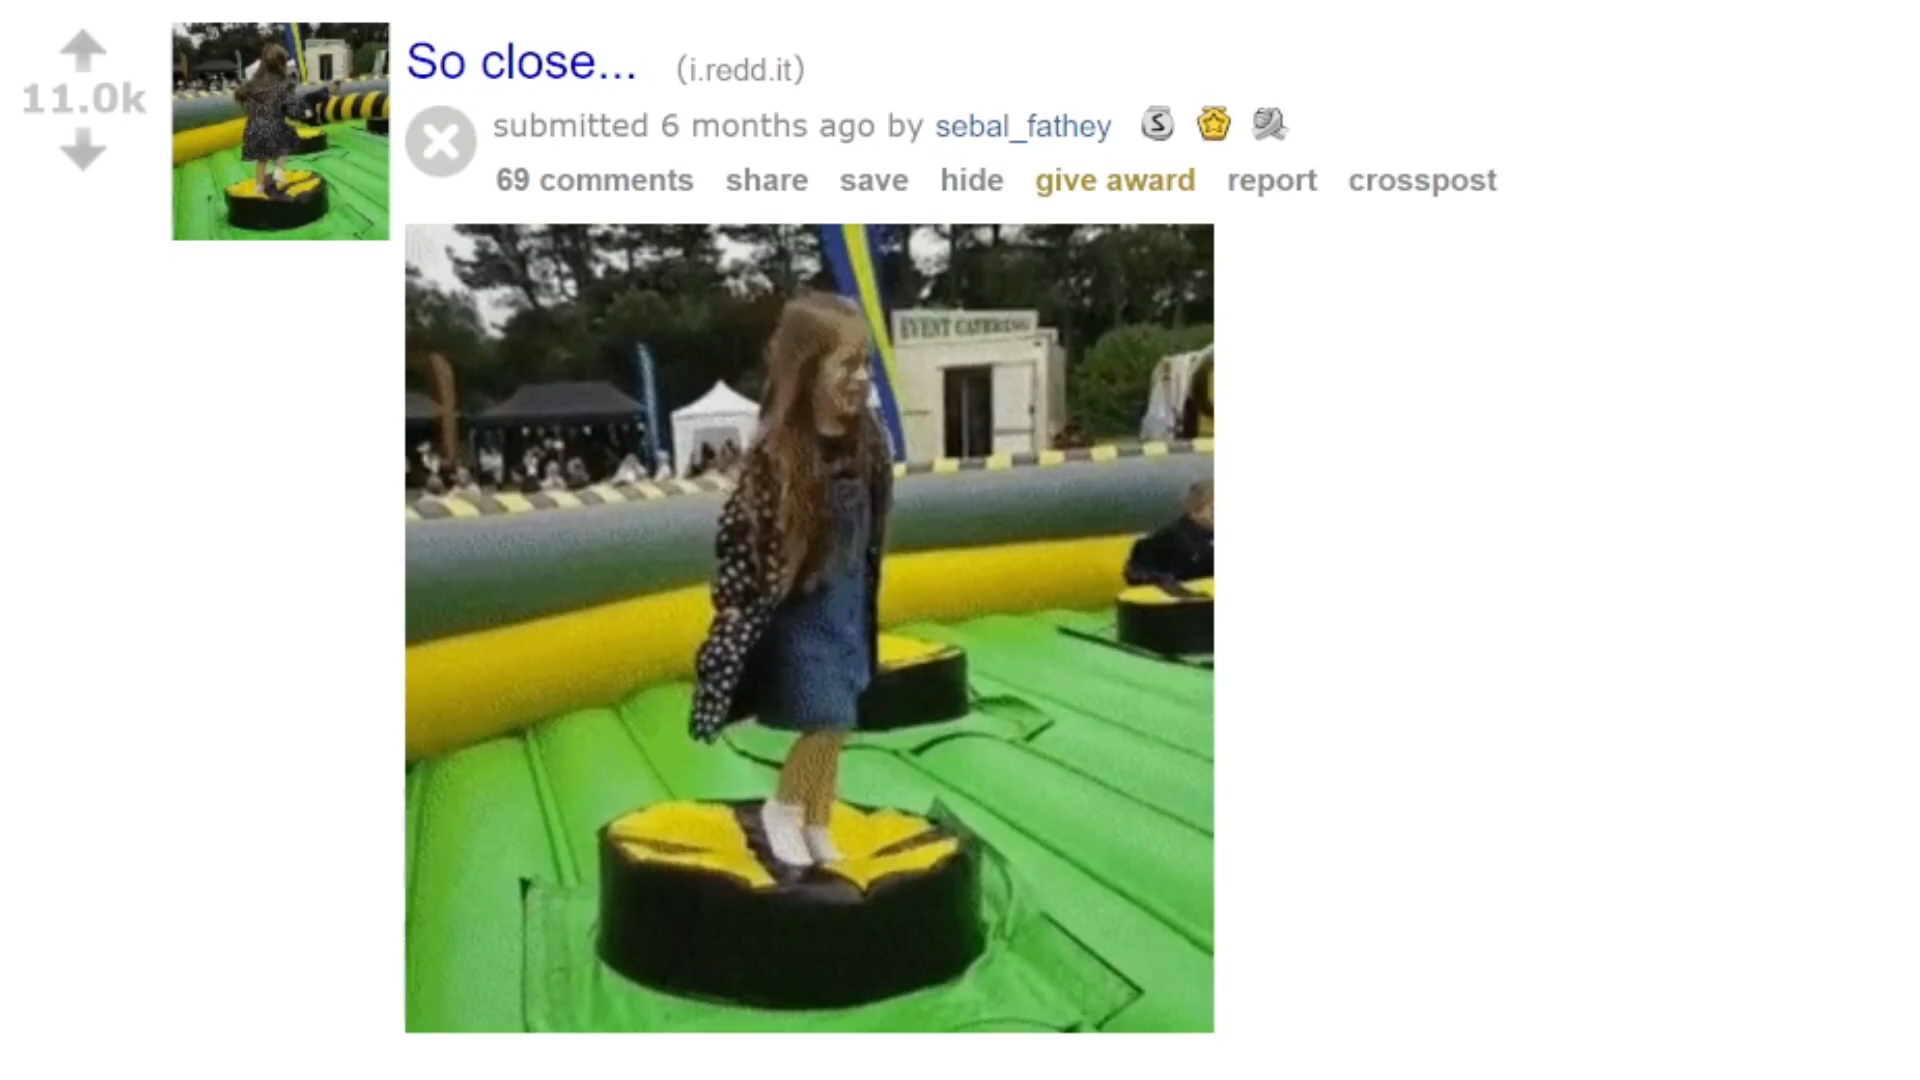 So close... (i.redd.it)
11.0k
submitted 6 months ago by sebal_fathey
69 comments share save hide give award report crosspost
EVENT CATERING